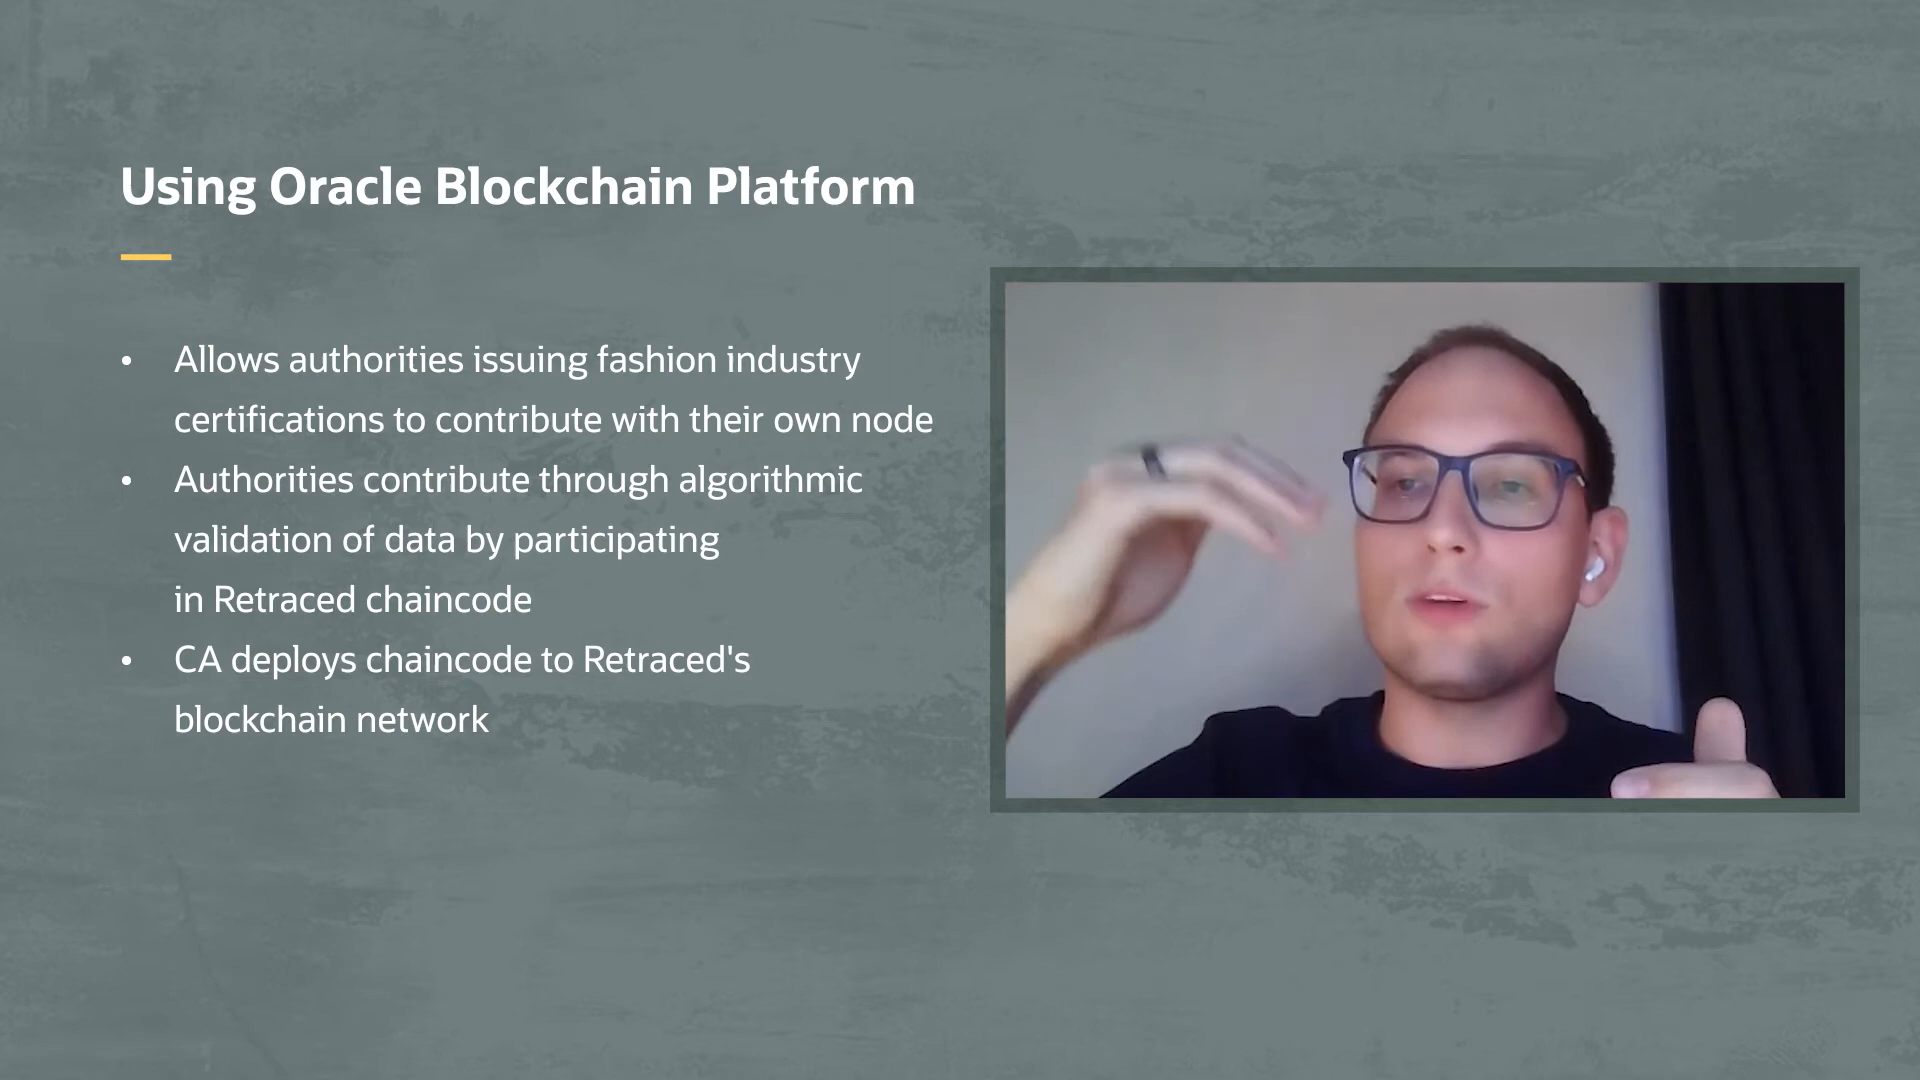 Using Oracle Blockchain Platform
• Allows authorities issuing fashion industry
certifications to contribute with their own node
• Authorities contribute through algorithmic
validation of data by participating
in Retraced chaincode
• CA deploys chaincode to Retraced's
blockchain network